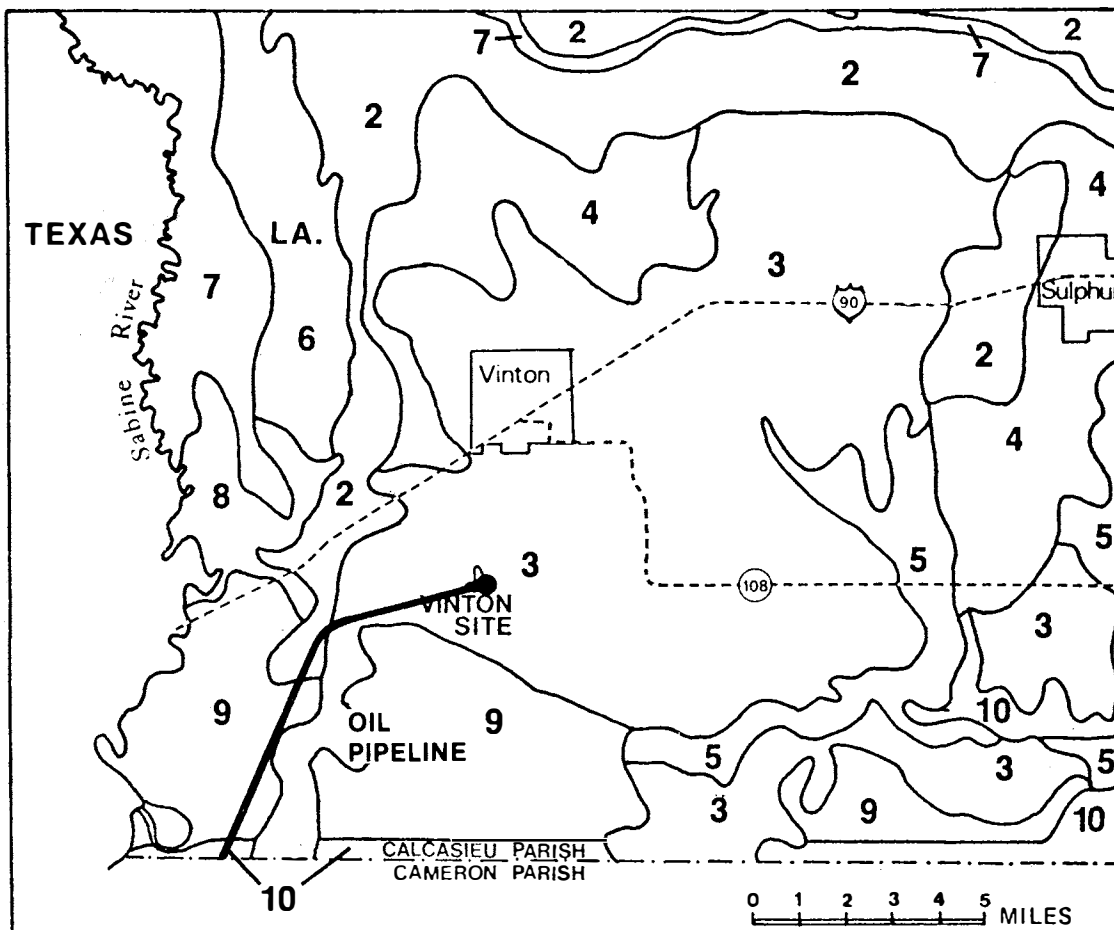 2
2
7
7
2
2
4
4
TEXAS
LA.
3
7
Sabine River
90
Sulphur
6
2
Vinton
4
8
2
5
3
5
108
VINTON
SITE
3
9
9
10
OIL
PIPELINE
5
3
5
3
9
10
CALCASIEU PARISH
CAMERON PARISH
10
0 1 2 3 4 5 MILES